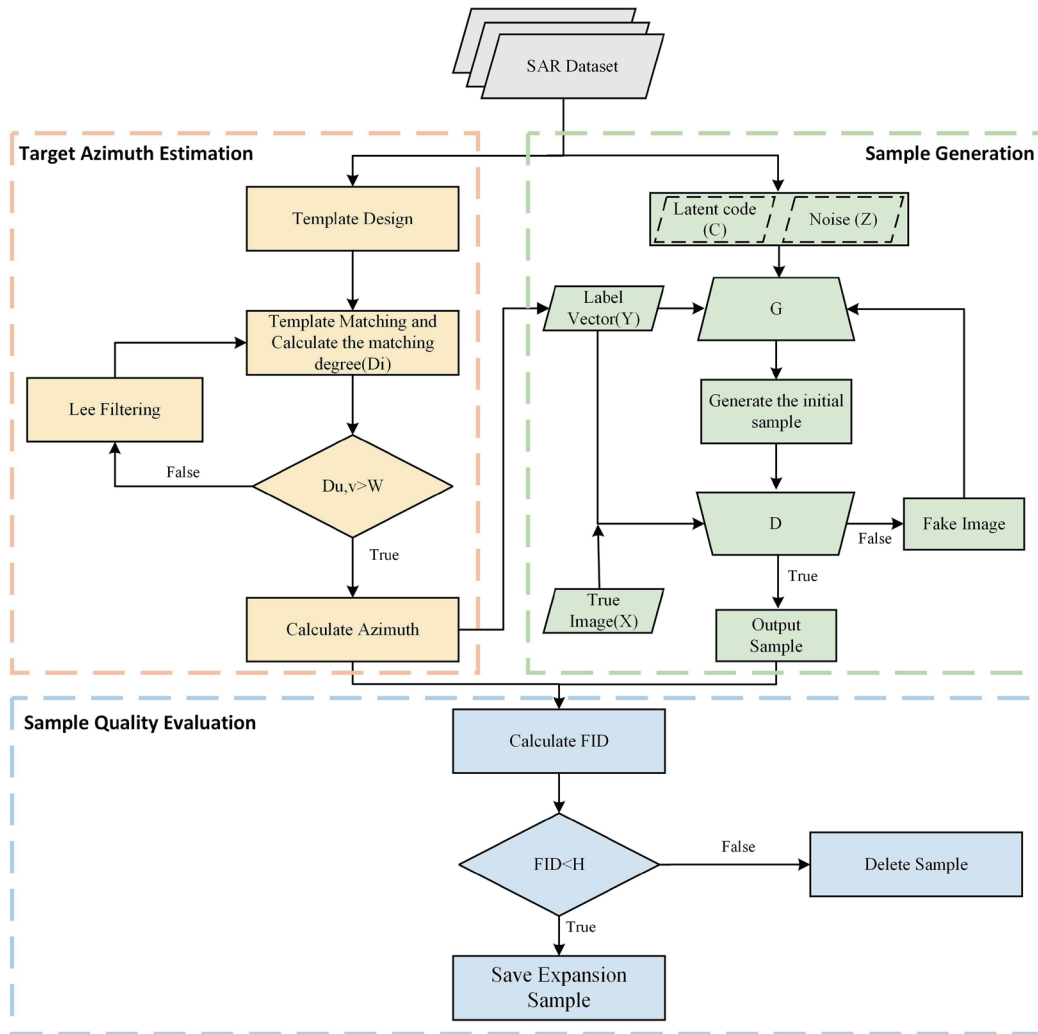 SAR Dataset
Target Azimuth Estimation
Sample Generation
Template Design
Latent code
(C)
Noise (Z)
Template Matching and
Calculate the matching
degree(Di)
Label
Vector(Y)
G
Lee Filtering
Generate the initial
sample
False
Du,v>W
D
False
Fake Image
True
True
Calculate Azimuth
True
Image(X)
Output
Sample
Sample Quality Evaluation
Calculate FID
FID<H
False
Delete Sample
True
Save Expansion
Sample